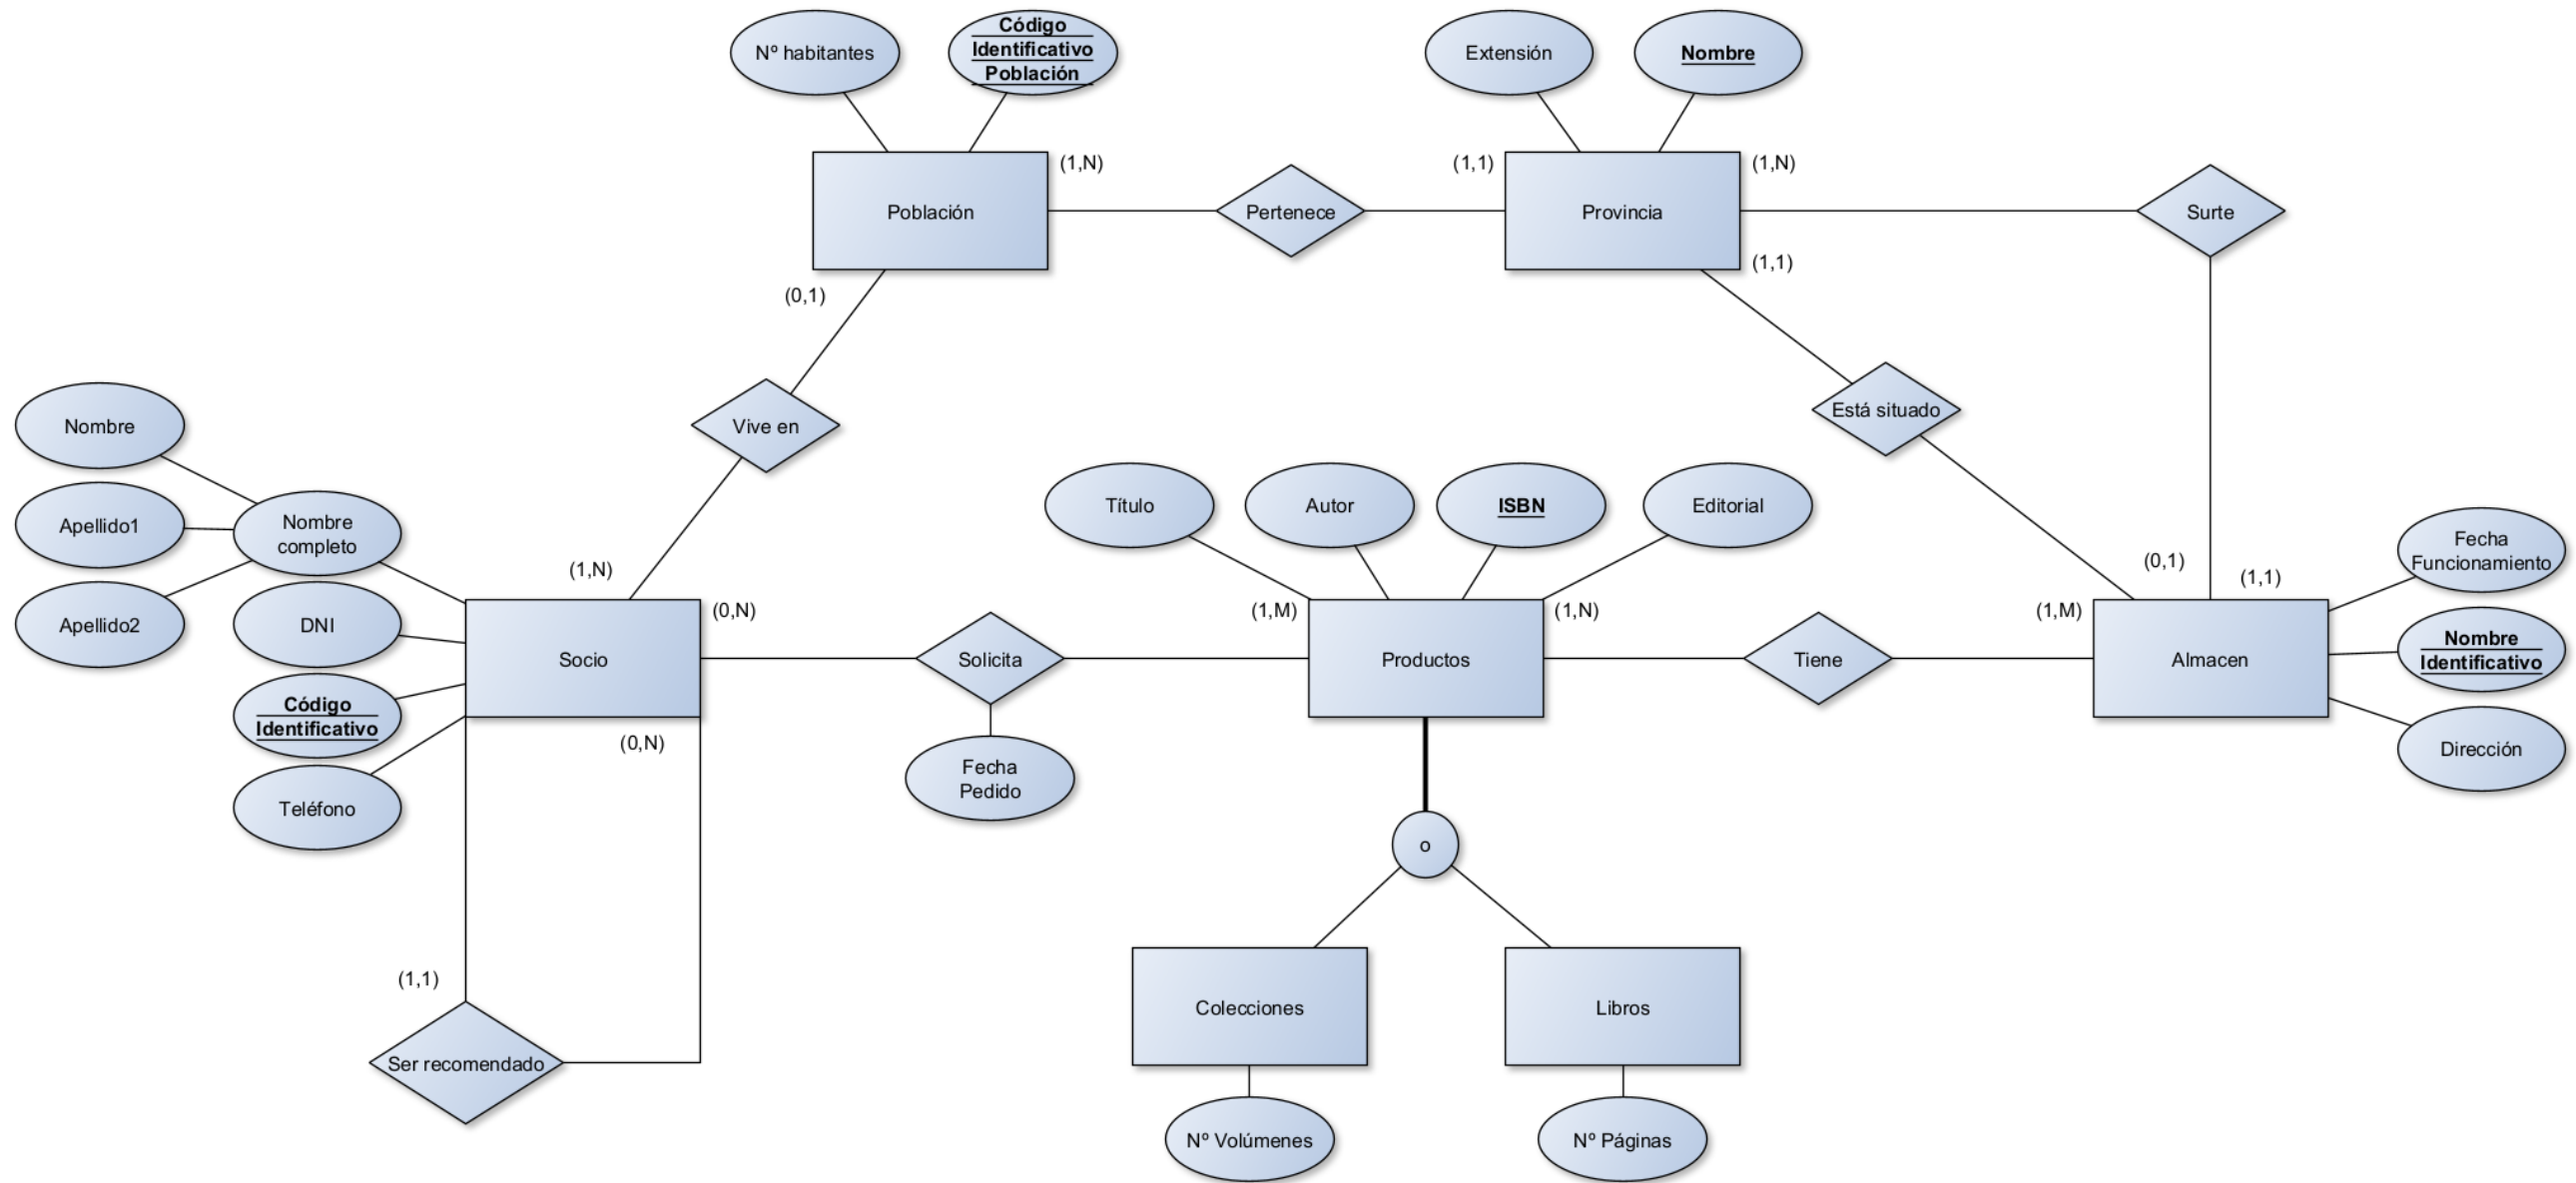 Nº habitantes
Código
Identificativo
Población
Extensión
Nombre
(1,N)
(1,1)
(1,N)
Población
Pertenece
Provincia
Surte
(0,1)
(1,1)
Vive en
Está situado
Nombre
Apellido1
Apellido2
Nombre
completo
DNI
Código
Identificativo
Teléfono
Título
Autor
ISBN
Editorial
Fecha
Funcionamiento
Nombre
Identificativo
Dirección
(1,N)
(0,N)
(1,M)
(1,N)
(1,M)
(0,1)
(1,1)
Socio
Solicita
Productos
Tiene
Almacen
(0,N)
Fecha
Pedido
o
(1,1)
Ser recomendado
Colecciones
Libros
Nº Volúmenes
Nº Páginas